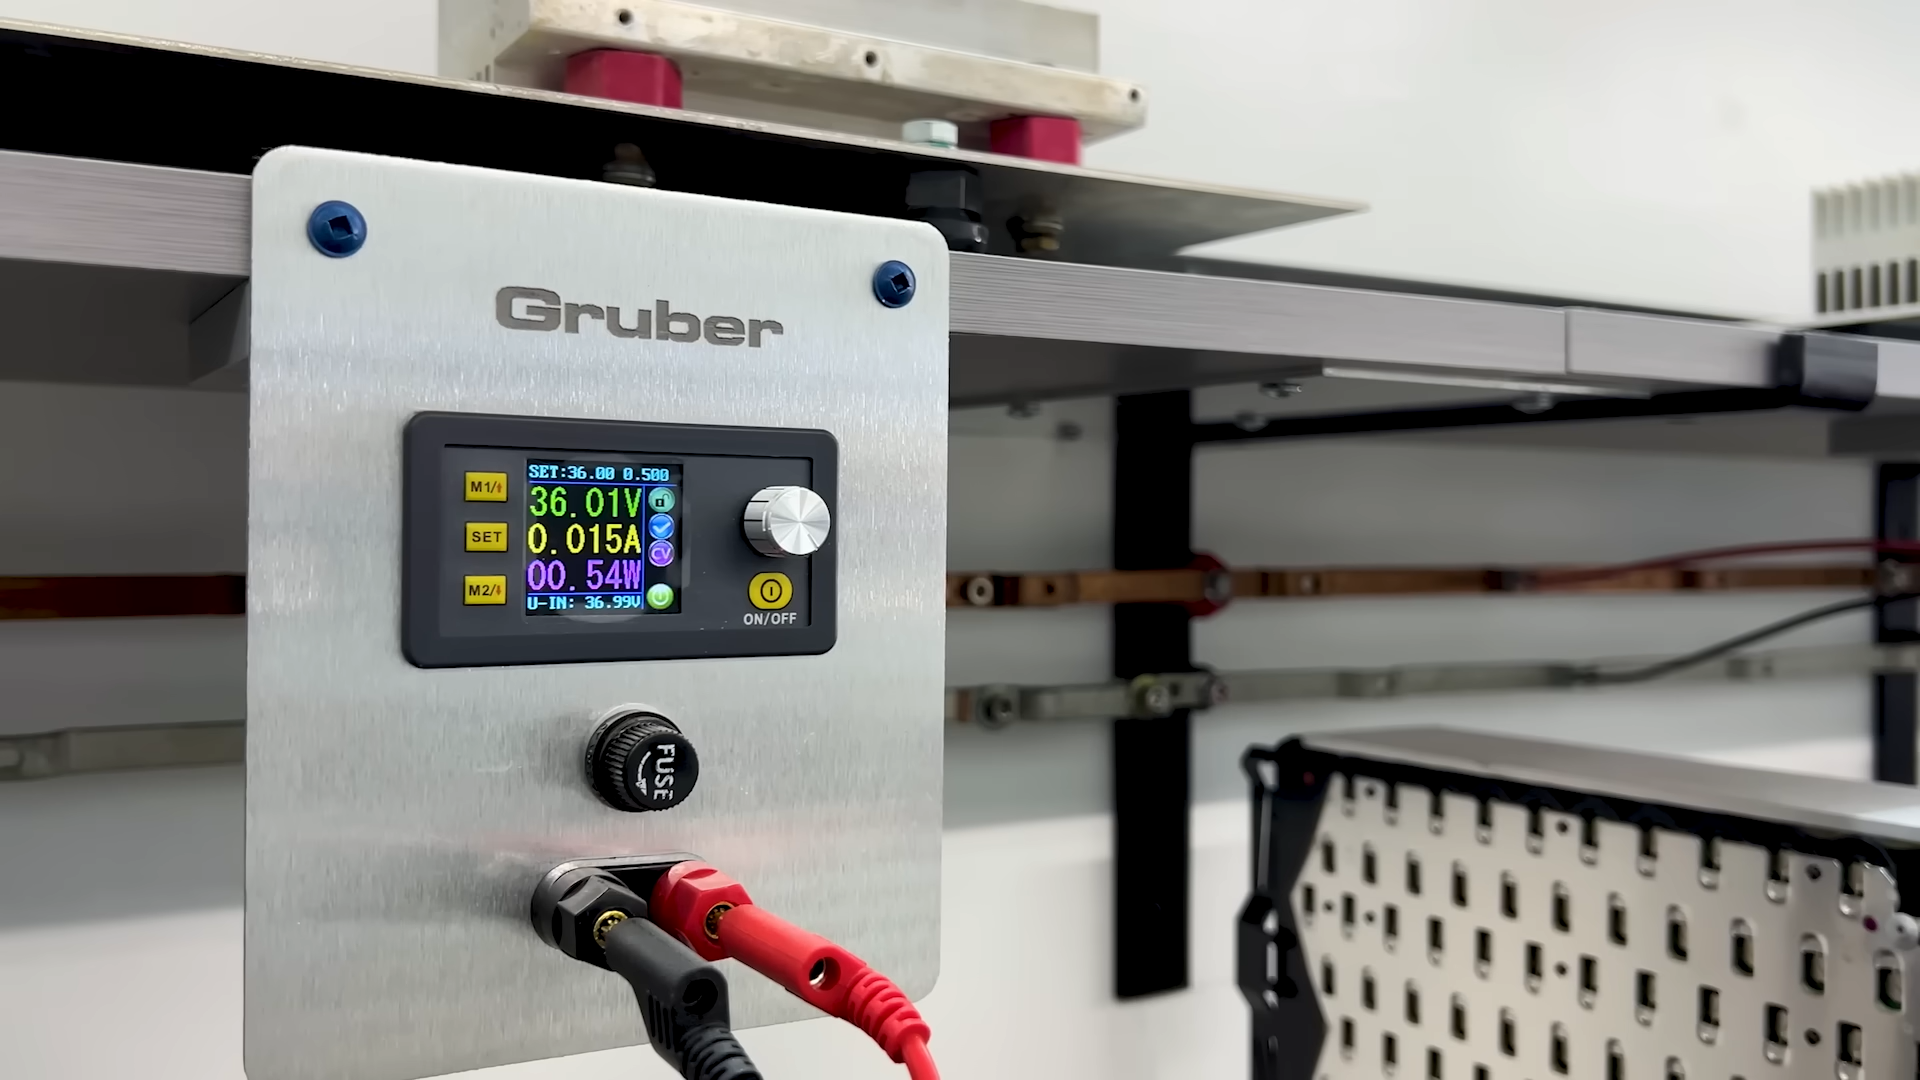 Gruber
M1/
SET
M2/
SET:36.00 0.500
36.01V
0.015A
00.54W
U-IN: 36.99V
CV
ON/OFF
FUSE